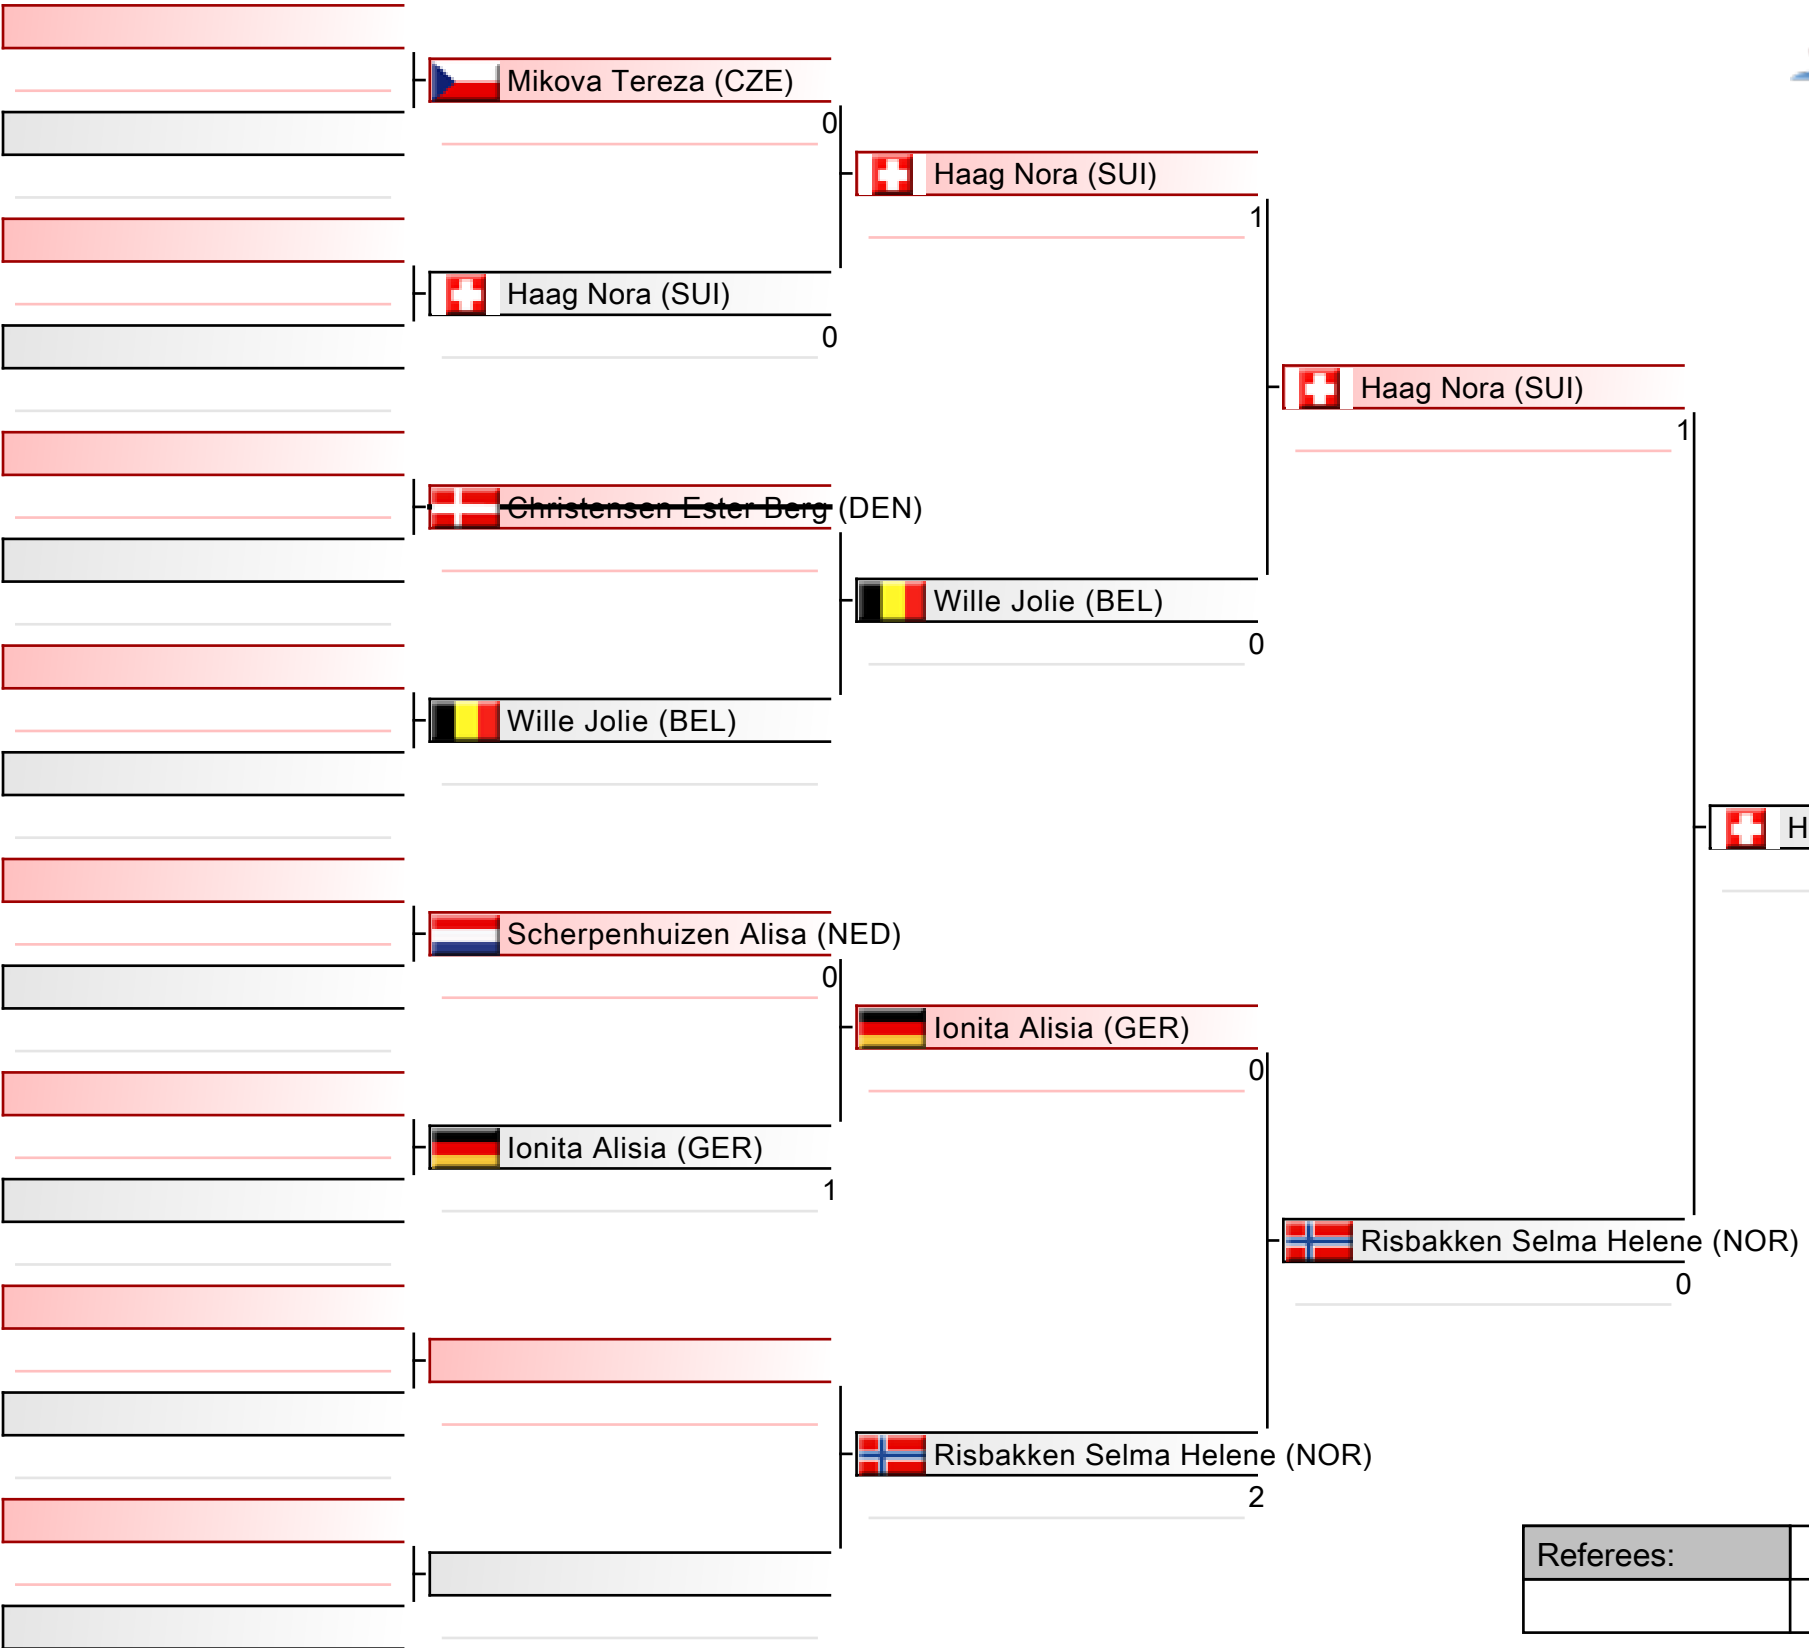 Mikova Tereza (CZE)
0
Haag Nora (SUI)
1
Haag Nora (SUI)
0
Haag Nora (SUI)
1
Christensen Ester Berg (DEN)
Wille Jolie (BEL)
0
Wille Jolie (BEL)
H
Scherpenhuizen Alisa (NED)
0
Ionita Alisia (GER)
0
Ionita Alisia (GER)
1
Risbakken Selma Helene (NOR)
0
Risbakken Selma Helene (NOR)
2
Referees: